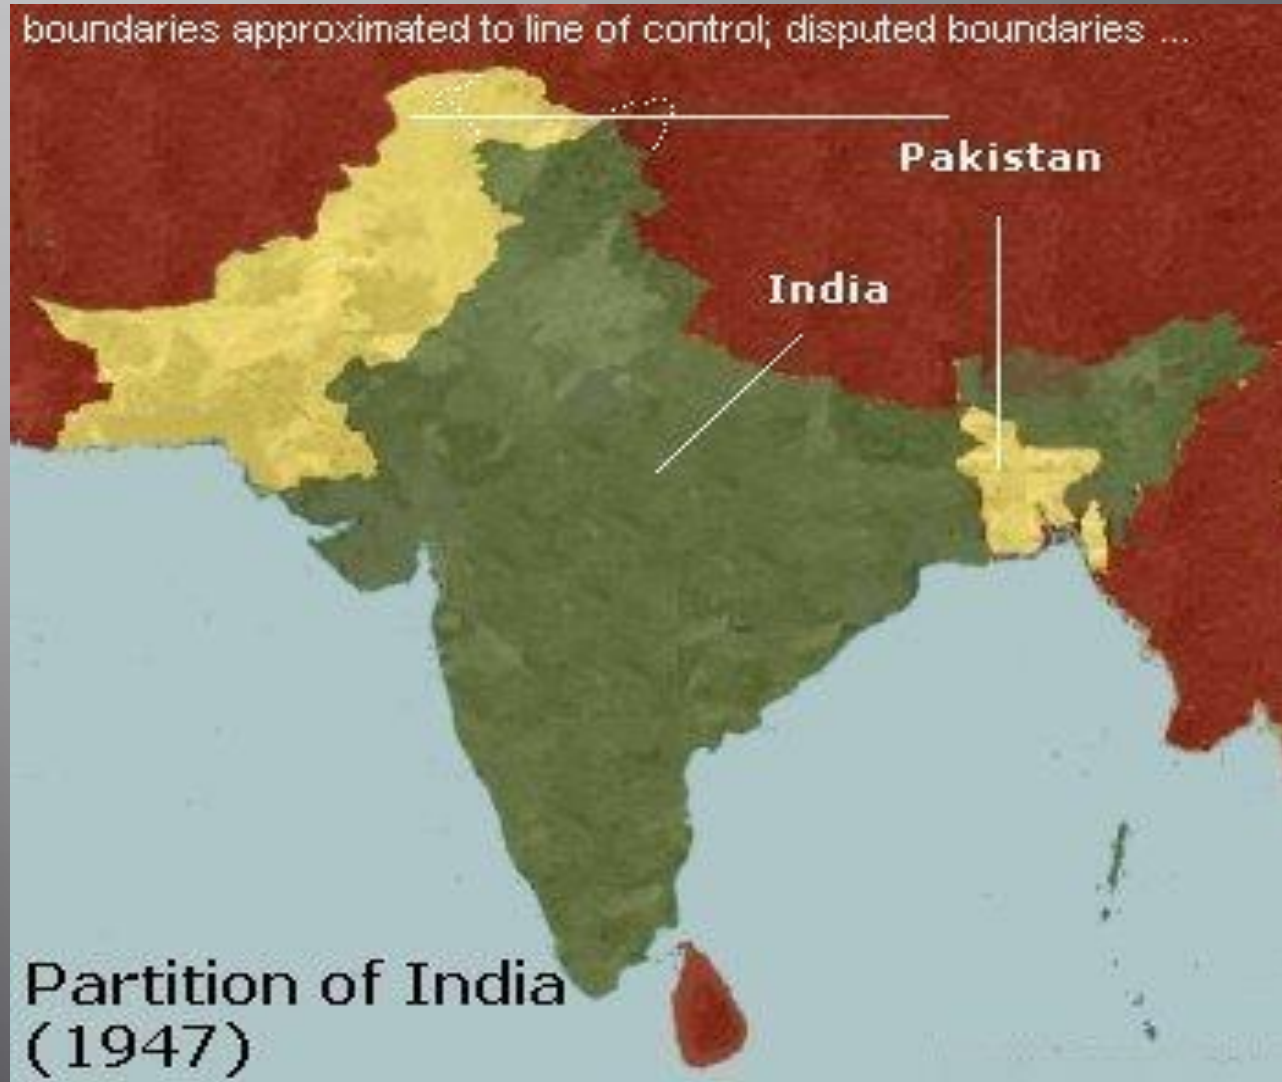 boundaries approximated to line of control; disputed boundaries ...
Pakistan
India
Partition of India
(1947)